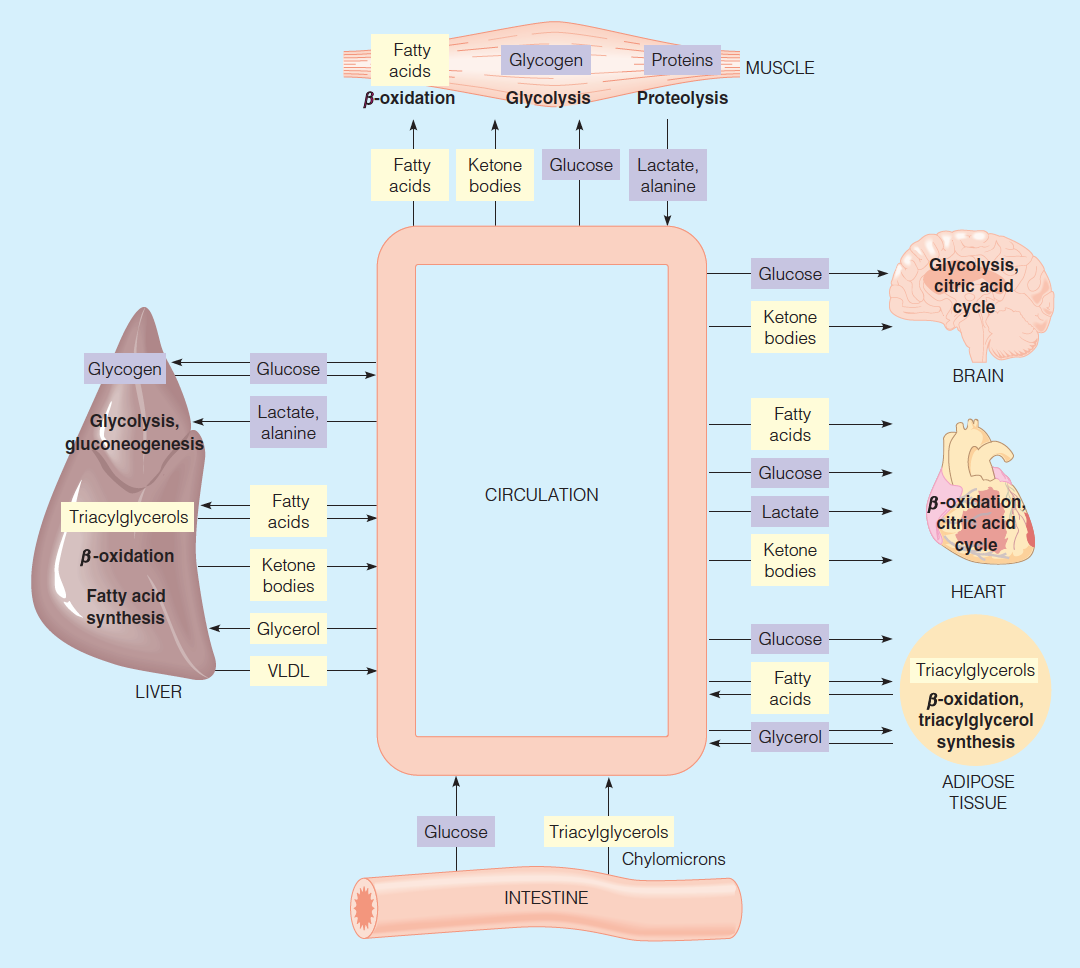 Fatty
acids
Glycogen
Proteins
MUSCLE
β-oxidation
Glycolysis
Proteolysis
Fatty
acids
Ketone
bodies
Glucose
Lactate,
alanine
Glucose
Ketone
bodies
Glycolysis,
citric acid
cycle
BRAIN
Glycogen
Glucose
Lactate,
alanine
Glycolysis,
gluconeogenesis
Triacylglycerols
Fatty
acids
β-oxidation
Ketone
bodies
Fatty acid
synthesis
Glycerol
VLDL
LIVER
CIRCULATION
Fatty
acids
Glucose
Lactate
Ketone
bodies
β-oxidation,
citric acid
cycle
HEART
Glucose
Fatty
acids
Glycerol
Triacylglycerols
β-oxidation,
triacylglycerol
synthesis
ADIPOSE
TISSUE
Glucose
Triacylglycerols
Chylomicrons
INTESTINE